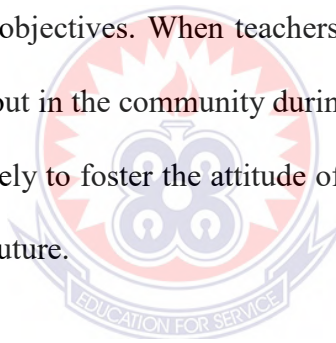 objectives. When teachers
out in the community durin
ely to foster the attitude of
uture.
EDUCATION FOR SERVICE